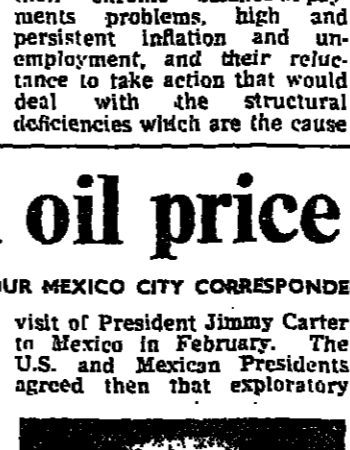 ments problems, high and
persistent inflation and un-
employment, and their reluc-
tance to take action that would
deal with the structural
deficiencies which are the cause
oil price
OUR MEXICO CITY CORRESPONDE
visit of President Jimmy Carter
to Mexico in February. The
U.S. and Mexican Presidents
agreed then that exploratory